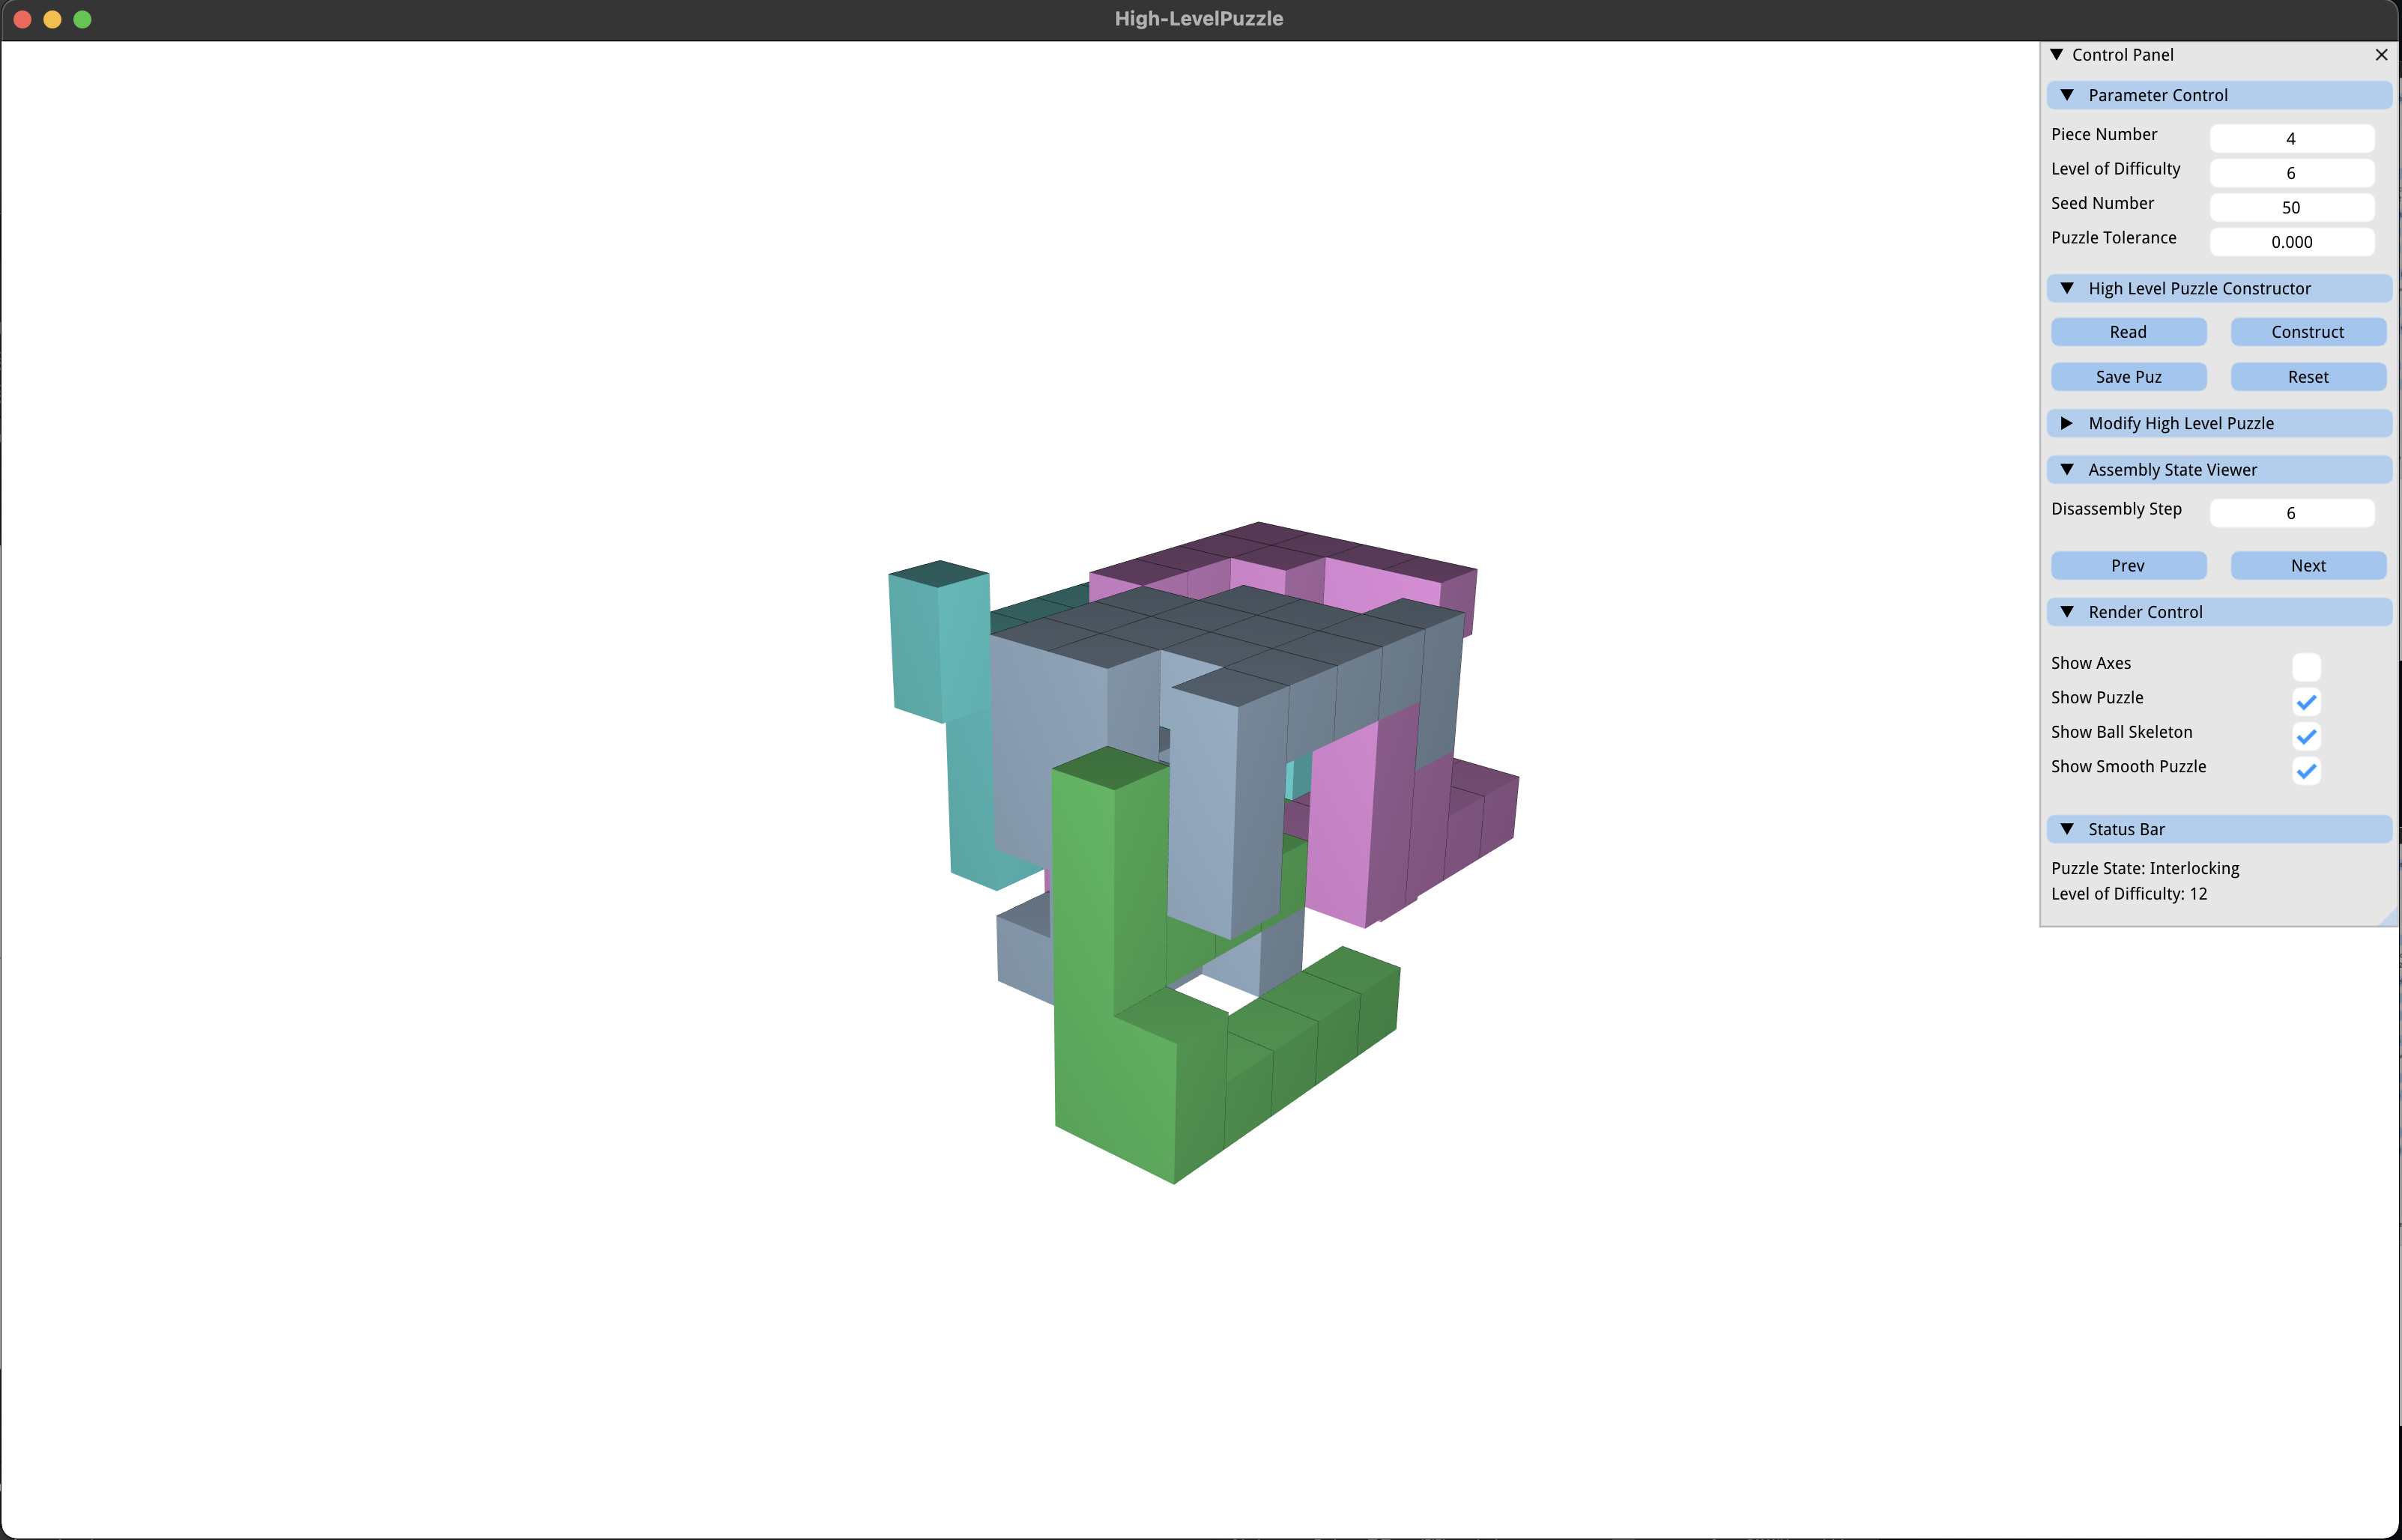 High-LevelPuzzle
Control Panel
Parameter Control
Piece Number 4
Level of Difficulty 6
Seed Number 50
Puzzle Tolerance 0.000
High Level Puzzle Constructor
Read Construct
Save Puz Reset
Modify High Level Puzzle
Assembly State Viewer
Disassembly Step 6
Prev Next
Render Control
Show Axes
Show Puzzle
Show Ball Skeleton
Show Smooth Puzzle
Status Bar
Puzzle State: Interlocking
Level of Difficulty: 12